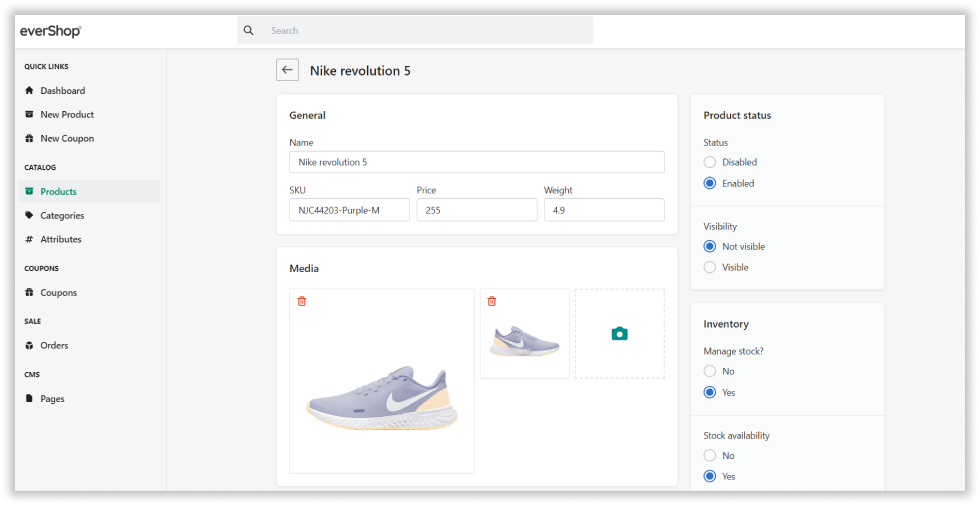 everShop
Search
QUICK LINKS
Dashboard
New Product
New Coupon
CATALOG
Products
Categories
Attributes
COUPONS
Coupons
SALE
Orders
CMS
Pages
Nike revolution 5
General
Name
Nike revolution 5
SKU
Price
Weight
NJC44203-Purple-M
255
4.9
Media
Product status
Status
Disabled
Enabled
Visibility
Not visible
Visible
Inventory
Manage stock?
No
Yes
Stock availability
No
Yes